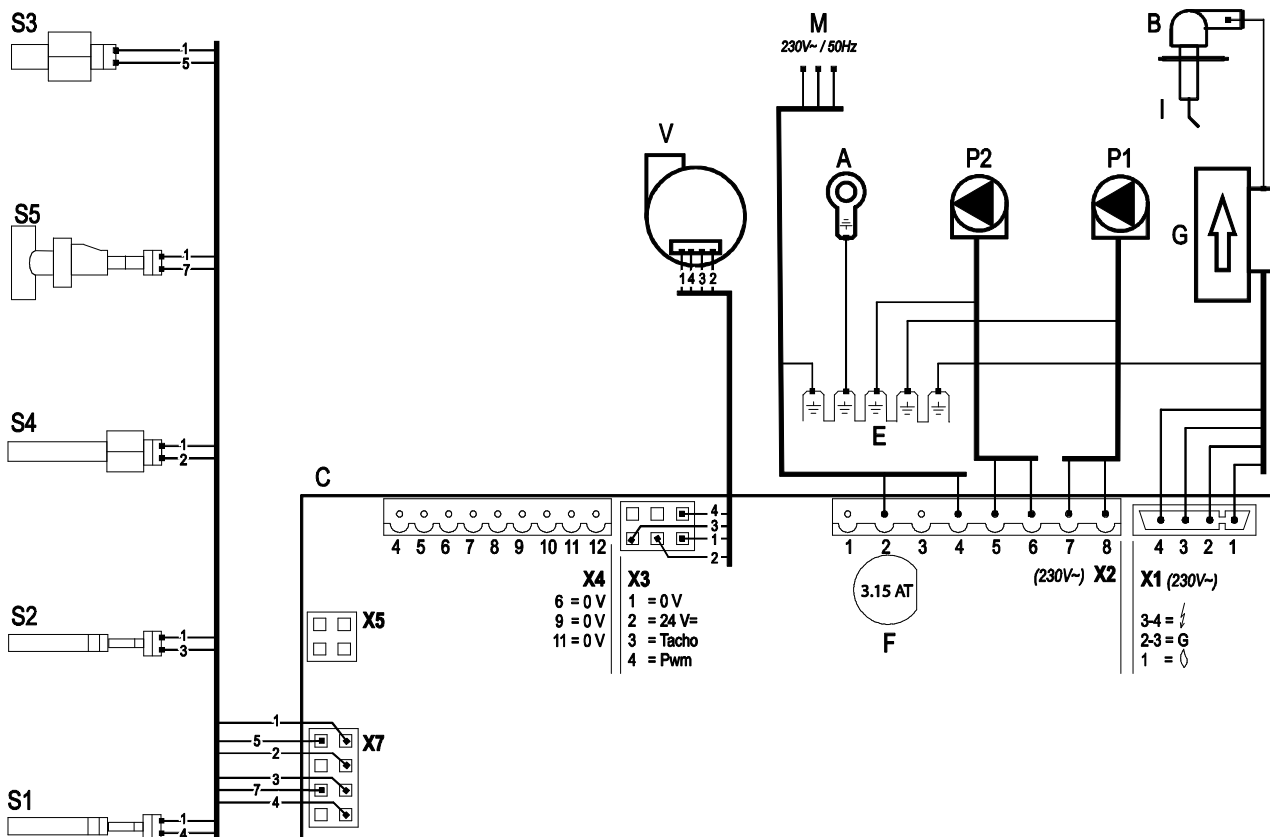 S3
1
5
S5
1
7
S4
1
2
S2
1
3
S1
1
4
M
230V~ / 50Hz
B
I
V
1 4 3 2
A
P2
P1
G
E
C
4 5 6 7 8 9 10 11 12
X4
6 = 0 V
9 = 0 V
11 = 0 V
4
3
1
2
X3
1 = 0 V
2 = 24 V=
3 = Tacho
4 = Pwm
1 2 3 4 5 6 7 8
(230V~) X2
3.15 AT
F
4 3 2 1
X1 (230V~)
3-4 =
2-3 = G
1 =
X5
1
5
2
3
7
4
X7